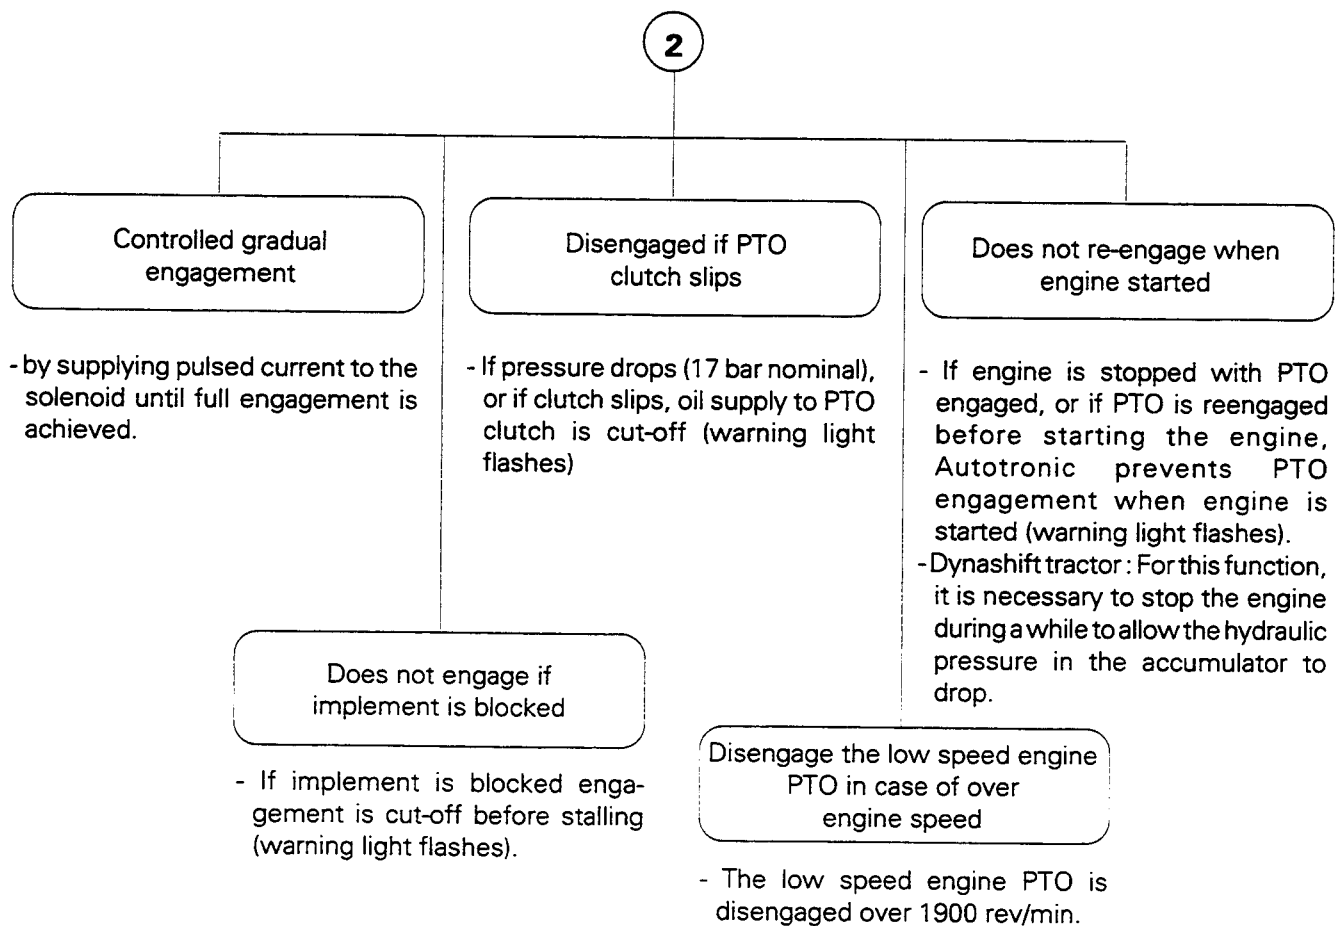 2
Controlled gradual
engagement
- by supplying pulsed current to the
solenoid until full engagement is
achieved.
Does not engage if
implement is blocked
- If implement is blocked enga-
gement is cut-off before stalling
(warning light flashes).
Disengaged if PTO
clutch slips
- If pressure drops (17 bar nominal),
or if clutch slips, oil supply to PTO
clutch is cut-off (warning light
flashes)
Disengage the low speed engine
PTO in case of over
engine speed
- The low speed engine PTO is
disengaged over 1900 rev/min.
Does not re-engage when
engine started
- If engine is stopped with PTO
engaged, or if PTO is reengaged
before starting the engine,
Autotronic prevents PTO
engagement when engine is
started (warning light flashes).
- Dynashift tractor : For this function,
it is necessary to stop the engine
during a while to allow the hydraulic
pressure in the accumulator to
drop.